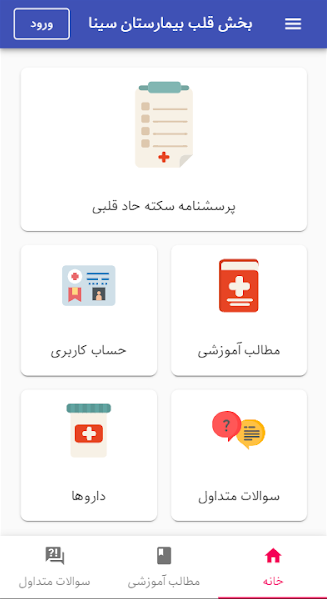 بخش قلب بیمارستان سینا
ورود
پرسشنامه سکته حاد قلبی
مطالب آموزشی
حساب کاربری
سوالات متداول
داروها
خانه
مطالب آموزشی
سوالات متداول